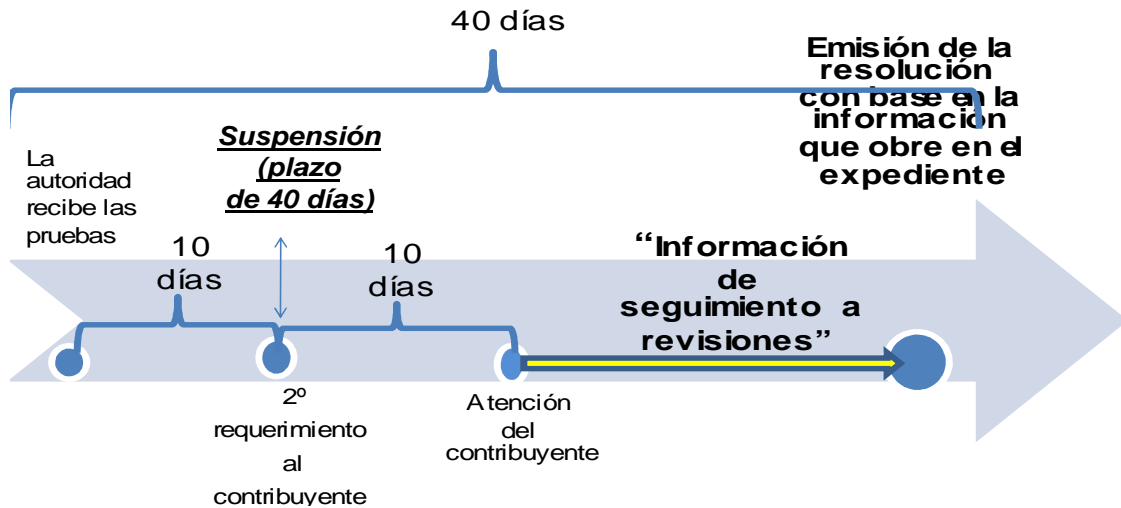 40 días
Emisión de la
resolución
con base en la
información
que obre en el
expediente
Suspensión
(plazo
de 40 días)
La
autoridad
recibe las
pruebas
10
días
10
días
“Información
de
seguimiento a
revisiones”
2º
requerimiento
al
contribuyente
Atención
del
contribuyente